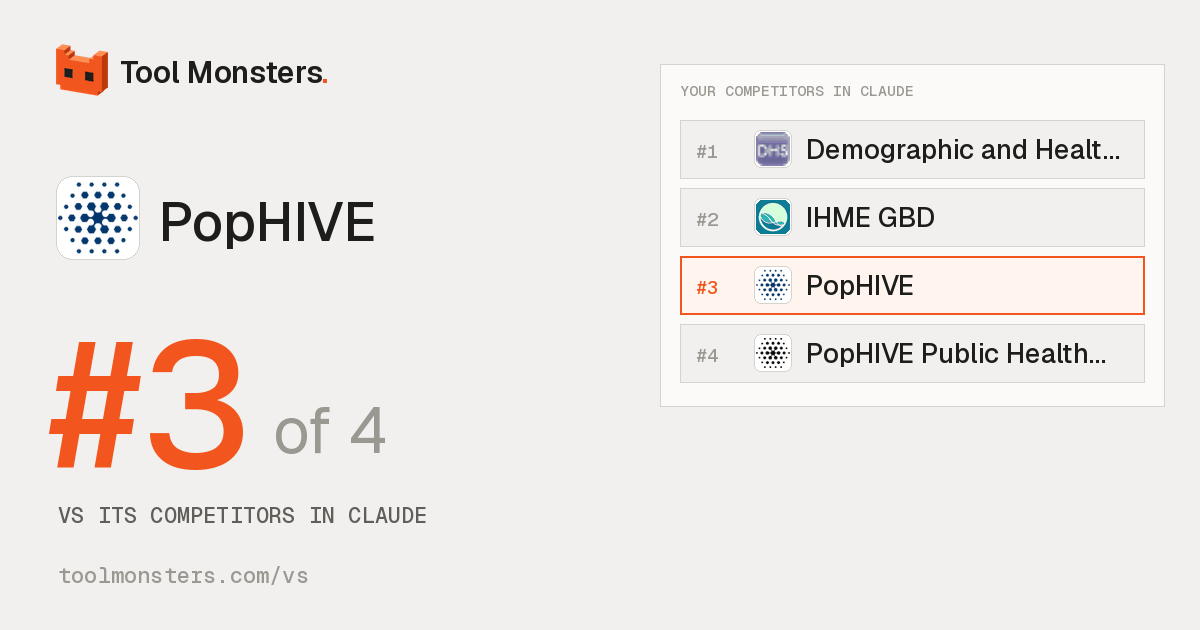 Tool Monsters.
PopHIVE
#3 of 4
VS ITS COMPETITORS IN CLAUDE
toolmonsters.com/vs
YOUR COMPETITORS IN CLAUDE
#1 DHS Demographic and Healt...
#2 IHME GBD
#3 PopHIVE
#4 PopHIVE Public Health...